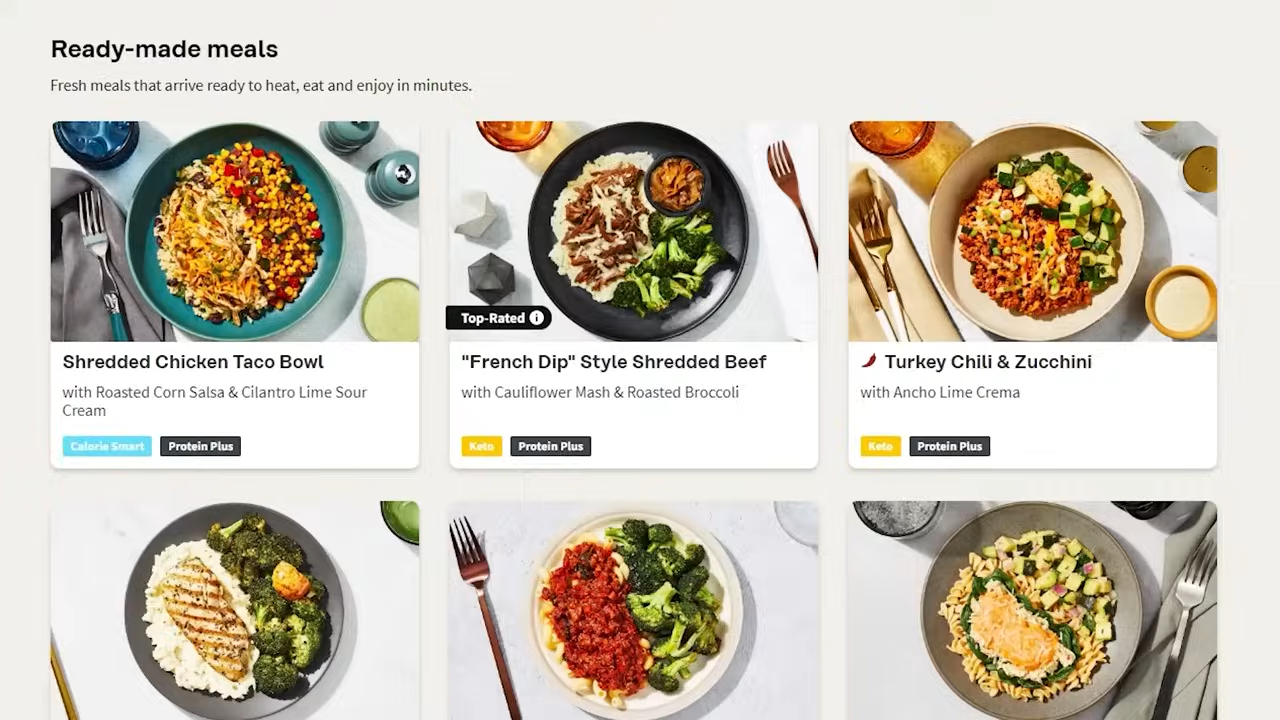 Ready-made meals
Fresh meals that arrive ready to heat, eat and enjoy in minutes.
Top-Rated
Shredded Chicken Taco Bowl
with Roasted Corn Salsa & Cilantro Lime Sour
Cream
Calorie Smart Protein Plus
"French Dip" Style Shredded Beef
with Cauliflower Mash & Roasted Broccoli
Keto Protein Plus
Turkey Chili & Zucchini
with Ancho Lime Crema
Keto Protein Plus